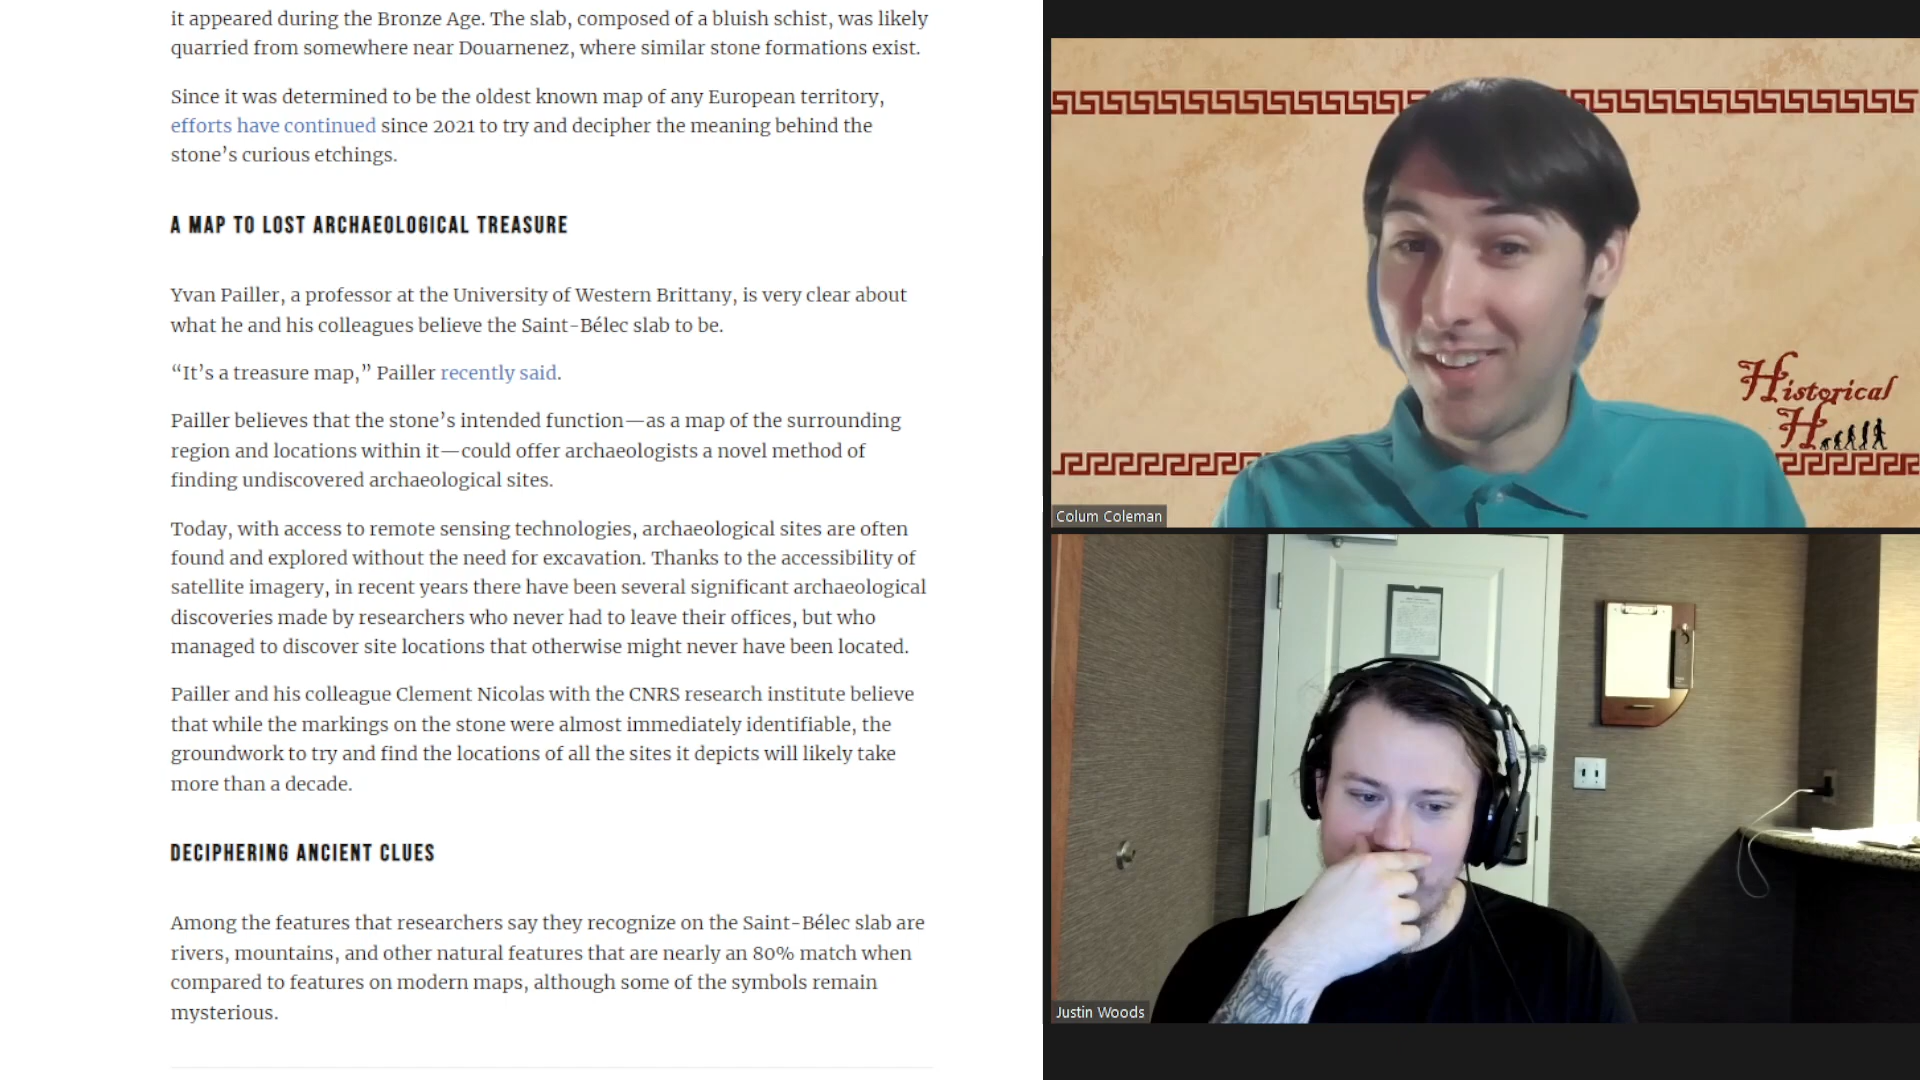 it appeared during the Bronze Age. The slab, composed of a bluish schist, was likely
quarried from somewhere near Douarnenez, where similar stone formations exist.
Since it was determined to be the oldest known map of any European territory,
efforts have continued since 2021 to try and decipher the meaning behind the
stone’s curious etchings.
A MAP TO LOST ARCHAEOLOGICAL TREASURE
Yvan Pailler, a professor at the University of Western Brittany, is very clear about
what he and his colleagues believe the Saint-Bélec slab to be.
“It’s a treasure map,” Pailler recently said.
Pailler believes that the stone’s intended function—as a map of the surrounding
region and locations within it—could offer archaeologists a novel method of
finding undiscovered archaeological sites.
Today, with access to remote sensing technologies, archaeological sites are often
found and explored without the need for excavation. Thanks to the accessibility of
satellite imagery, in recent years there have been several significant archaeological
discoveries made by researchers who never had to leave their offices, but who
managed to discover site locations that otherwise might never have been located.
Pailler and his colleague Clement Nicolas with the CNRS research institute believe
that while the markings on the stone were almost immediately identifiable, the
groundwork to try and find the locations of all the sites it depicts will likely take
more than a decade.
DECIPHERING ANCIENT CLUES
Among the features that researchers say they recognize on the Saint-Bélec slab are
rivers, mountains, and other natural features that are nearly an 80% match when
compared to features on modern maps, although some of the symbols remain
mysterious.
Historical
H
Colum Coleman
Justin Woods